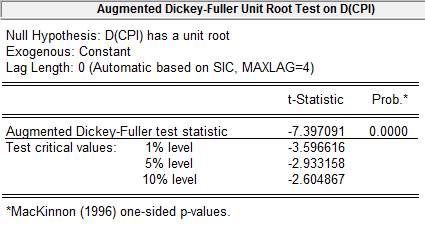 Augmented Dickey-Fuller Unit Root Test on D(CPI)
Null Hypothesis: D(CPI) has a unit root
Exogenous: Constant
Lag Length: 0 (Automatic based on SIC, MAXLAG=4)
t-Statistic Prob.*
Augmented Dickey-Fuller test statistic -7.397091 0.0000
Test critical values: 1% level -3.596616
5% level -2.933158
10% level -2.604867
*MacKinnon (1996) one-sided p-values.